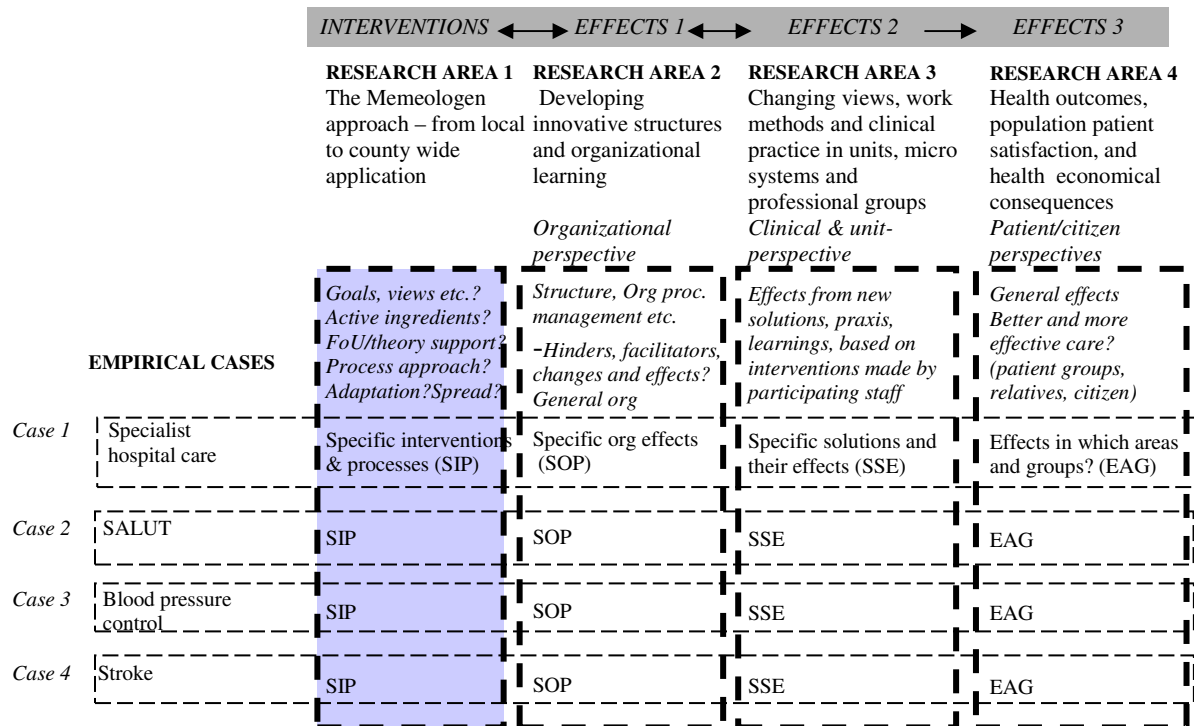 INTERVENTIONS EFFECTS 1 EFFECTS 2 EFFECTS 3
RESEARCH AREA 1
The Memeologen
approach – from local
to county wide
application
RESEARCH AREA 2
Developing
innovative structures
and organizational
learning
Organizational
perspective
RESEARCH AREA 3
Changing views, work
methods and clinical
practice in units, micro
systems and
professional groups
Clinical & unit-
perspective
RESEARCH AREA 4
Health outcomes,
population patient
satisfaction, and
health economical
consequences
Patient/citizen
perspectives
EMPIRICAL CASES
Goals, views etc.?
Active ingredients?
FoU/theory support?
Process approach?
Adaptation?Spread?
Structure, Org proc.
management etc.
-Hinders, facilitators,
changes and effects?
General org
Effects from new
solutions, praxis,
learnings, based on
interventions made by
participating staff
General effects
Better and more
effective care?
(patient groups,
relatives, citizen)
Case 1
Specialist
hospital care
Specific interventions
& processes (SIP)
Specific org effects
(SOP)
Specific solutions and
their effects (SSE)
Effects in which areas
and groups? (EAG)
Case 2
SALUT
SIP
SOP
SSE
EAG
Case 3
Blood pressure
control
SIP
SOP
SSE
EAG
Case 4
Stroke
SIP
SOP
SSE
EAG